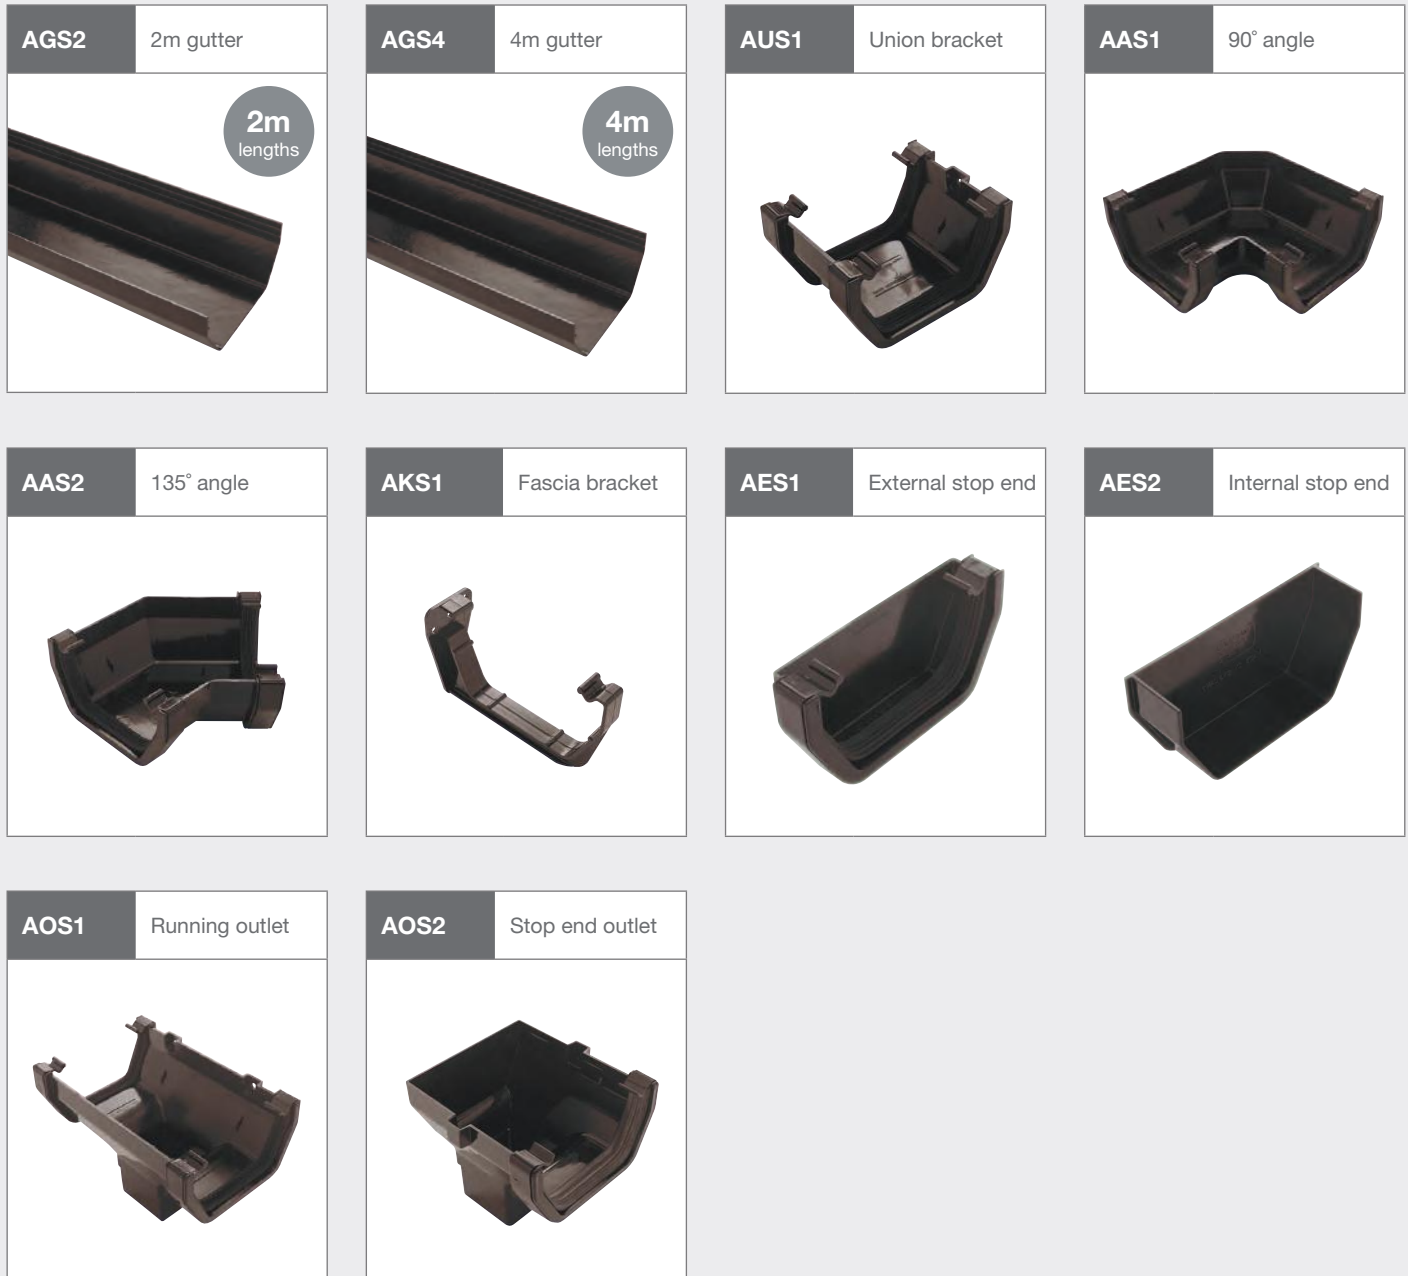 AGS2 2m gutter
AGS4 4m gutter
AUS1 Union bracket
AAS1 90° angle
2m
lengths
4m
lengths
AAS2 135° angle
AKS1 Fascia bracket
AES1 External stop end
AES2 Internal stop end
AOS1 Running outlet
AOS2 Stop end outlet